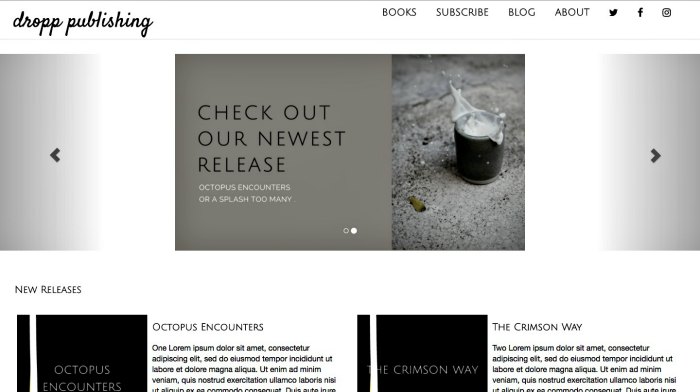 dropp publishing
BOOKS SUBSCRIBE BLOG ABOUT
CHECK OUT
OUR NEWEST
RELEASE
OCTOPUS ENCOUNTERS
OR A SPLASH TOO MANY
New Releases
OCTOPUS
ENCOUNTERS
Octopus Encounters
One Lorem ipsum dolor sit amet, consectetur
adipiscing elit, sed do eiusmod tempor incididunt ut
labore et dolore magna aliqua. Ut enim ad minim
veniam, quis nostrud exercitation ullamco laboris nisi
ut aliquip ex ea commodo consequat. Duis aute irure
THE CRIMSON WAY
The Crimson Way
Two Lorem ipsum dolor sit amet, consectetur
adipiscing elit, sed do eiusmod tempor incididunt ut
labore et dolore magna aliqua. Ut enim ad minim
veniam, quis nostrud exercitation ullamco laboris nisi
ut aliquip ex ea commodo consequat. Duis aute irure